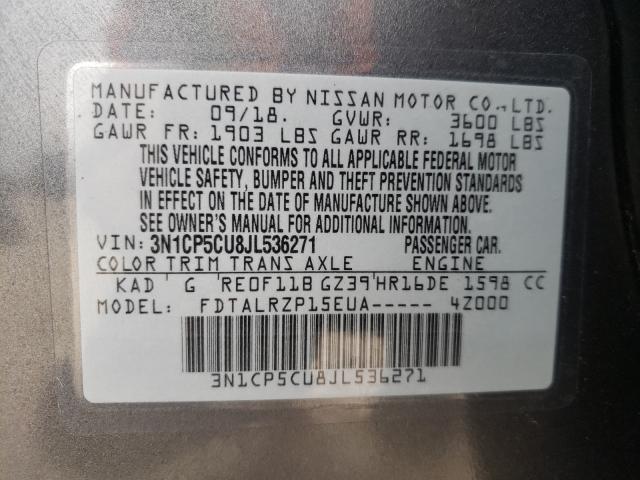 MANUFACTURED BY NISSAN MOTOR CO., LTD.
DATE: 09/18. GVWR: 3600 LBS
GAWR FR: 1903 LBS GAWR RR: 1698 LBS
THIS VEHICLE CONFORMS TO ALL APPLICABLE FEDERAL MOTOR
VEHICLE SAFETY, BUMPER AND THEFT PREVENTION STANDARDS
IN EFFECT ON THE DATE OF MANUFACTURE SHOWN ABOVE.
SEE OWNER'S MANUAL FOR ADDITIONAL INFORMATION.
VIN: 3N1CP5CU8JL536271 PASSENGER CAR.
COLOR TRIM TRANS AXLE ENGINE
KAD G RE0F11B GZ39 HR16DE 1598 CC
MODEL: FDTALRZP15EUA----- 4Z000
3N1CP5CU8JL536271